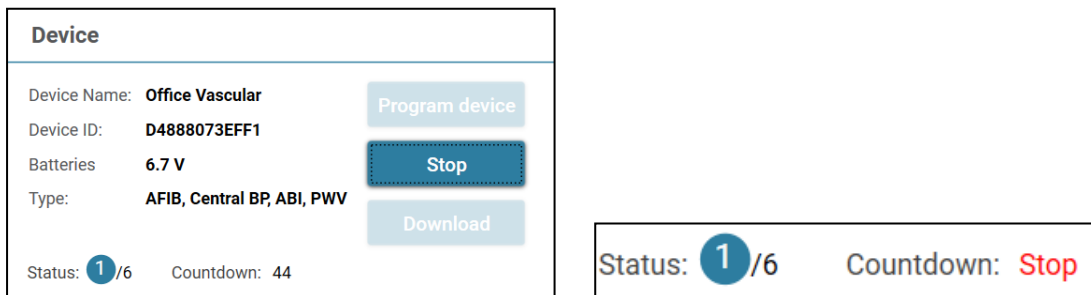 Device
Device Name: Office Vascular Program device
Device ID: D4888073EFF1
Batteries 6.7 V Stop
Type: AFIB, Central BP, ABI, PWV
Download
Status: 1/6 Countdown: 44
Status: 1/6 Countdown: Stop